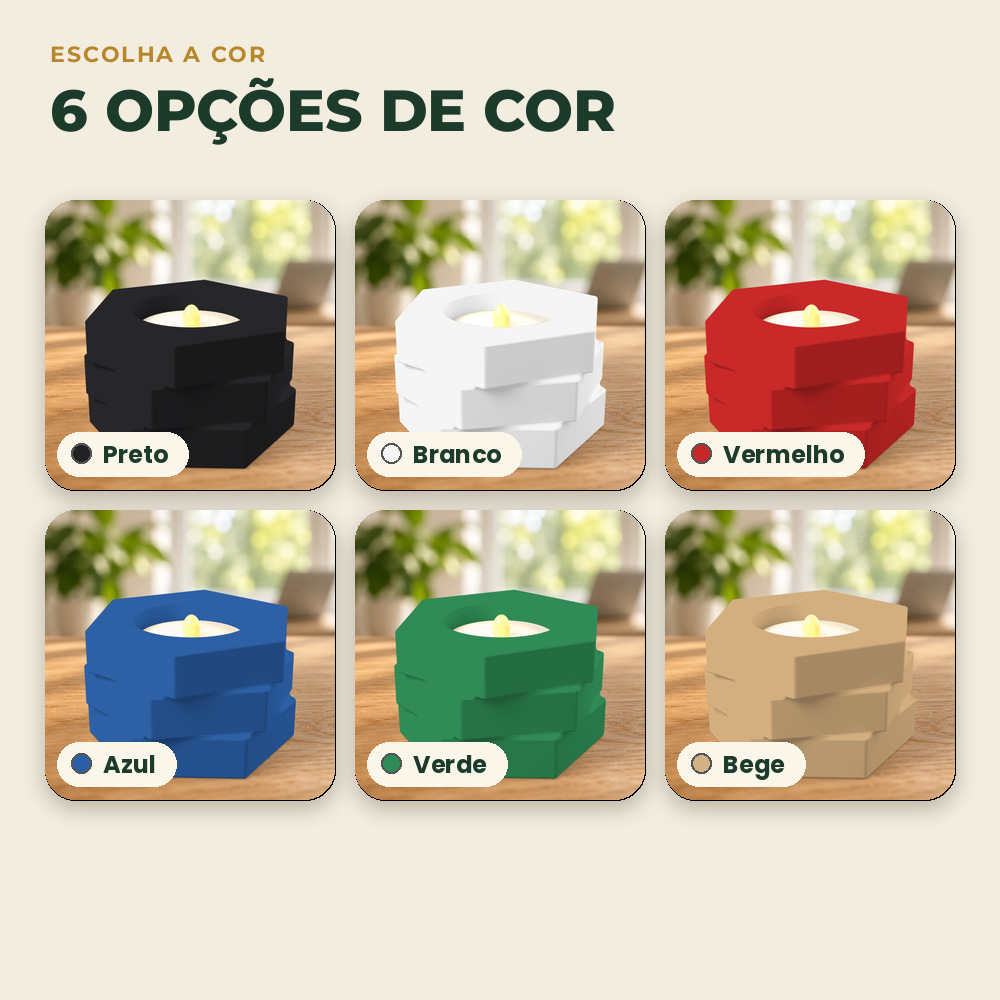 ESCOLHA A COR
6 OPÇÕES DE COR
Preto
Branco
Vermelho
Azul
Verde
Bege